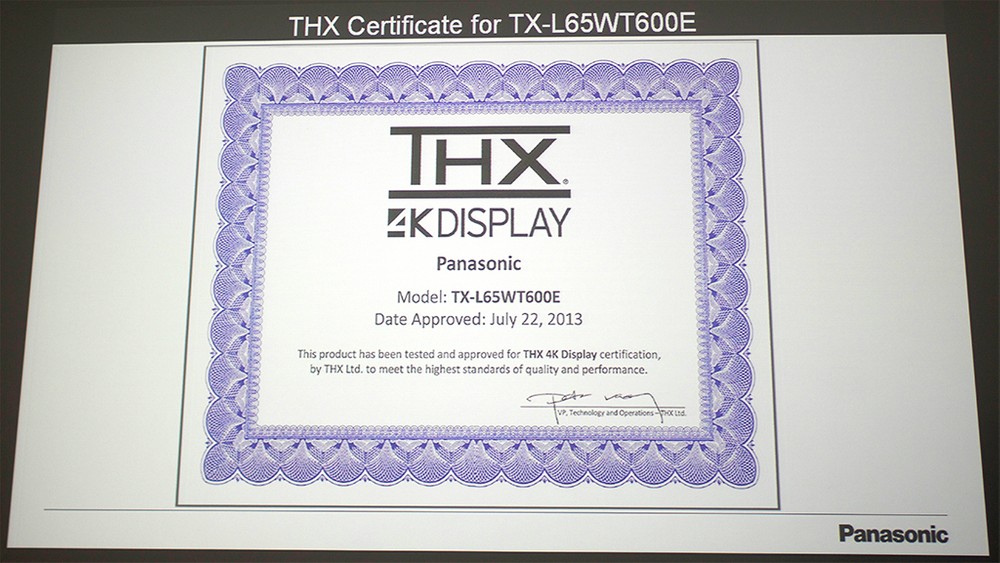 THX Certificate for TX-L65WT600E
THX®
4K DISPLAY
Panasonic
Model: TX-L65WT600E
Date Approved: July 22, 2013
This product has been tested and approved for THX 4K Display certification,
by THX Ltd. to meet the highest standards of quality and performance.
VP, Technology and Operations – THX Ltd.
Panasonic